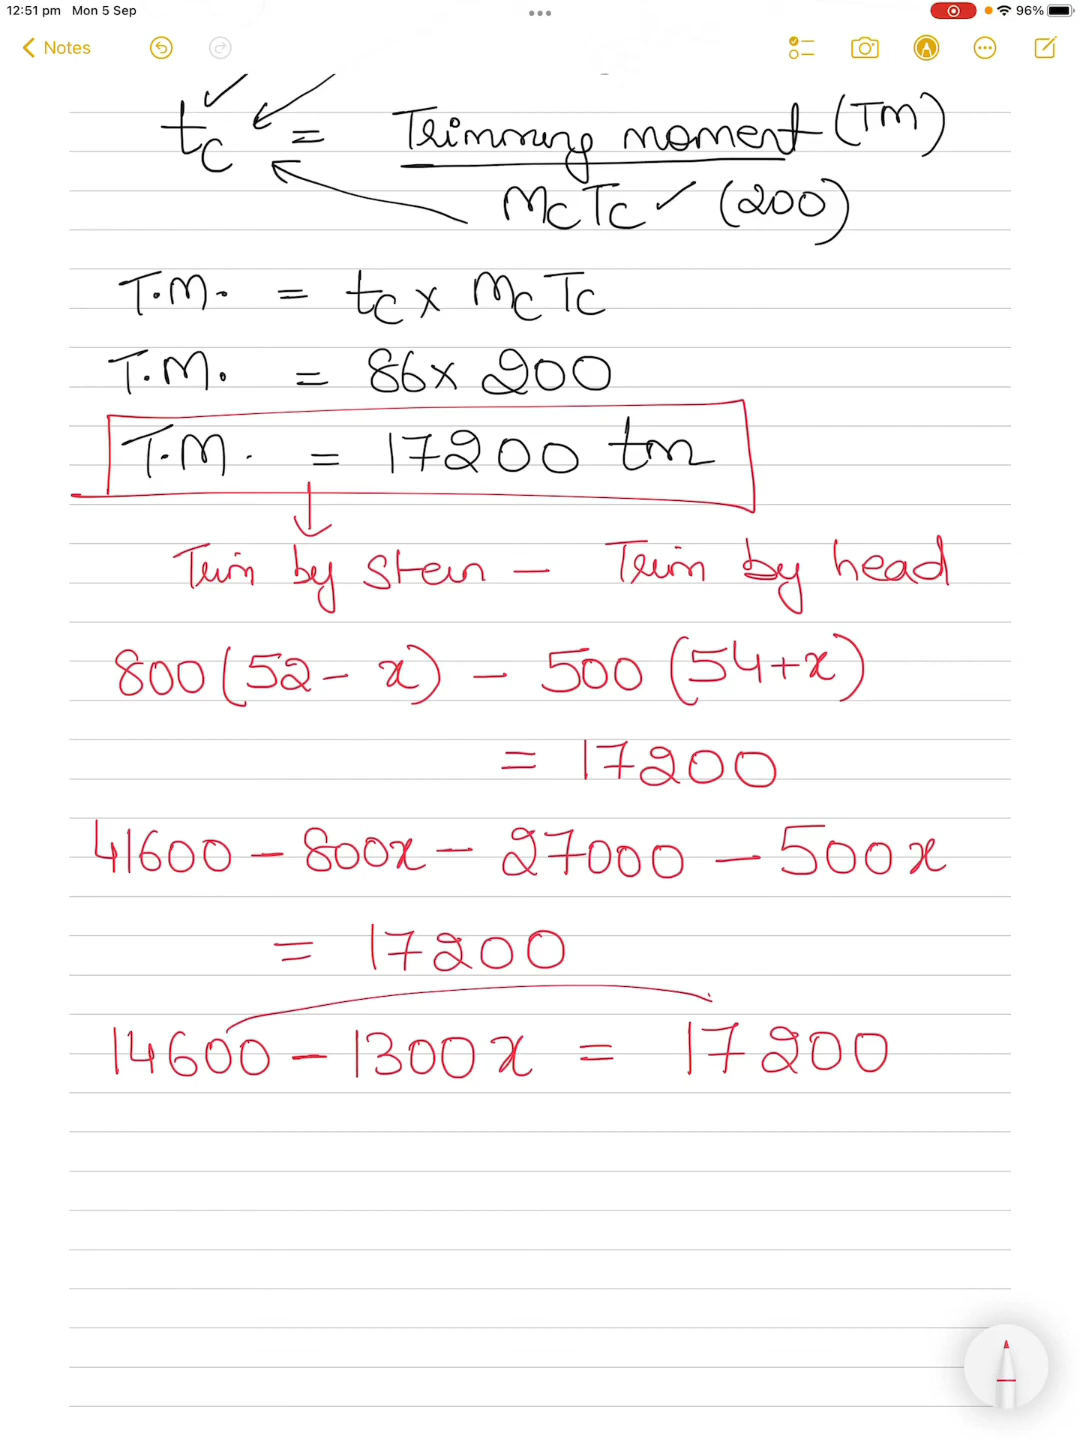 12:51 pm Mon 5 Sep 96%
Notes
tc = Trimming moment (TM)
MCTC ✓ (200)
T.M. = tc x MCTC
T.M. = 86 x 200
T.M. = 17200 tm
Trim by stern - Trim by head
800 (52 - x) - 500 (54 + x)
= 17200
41600 - 800x - 27000 - 500x
= 17200
14600 - 1300x = 17200